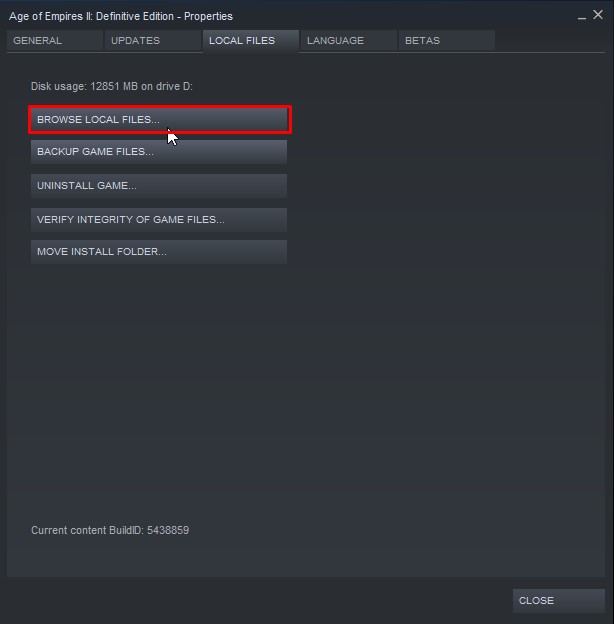 Age of Empires II: Definitive Edition - Properties
GENERAL UPDATES LOCAL FILES LANGUAGE BETAS
Disk usage: 12851 MB on drive D:
BROWSE LOCAL FILES...
BACKUP GAME FILES...
UNINSTALL GAME...
VERIFY INTEGRITY OF GAME FILES...
MOVE INSTALL FOLDER...
Current content BuildID: 5438859
CLOSE